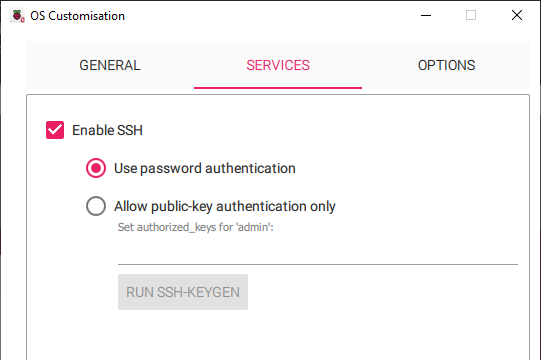 OS Customisation
GENERAL SERVICES OPTIONS
Enable SSH
Use password authentication
Allow public-key authentication only
Set authorized_keys for 'admin':
RUN SSH-KEYGEN